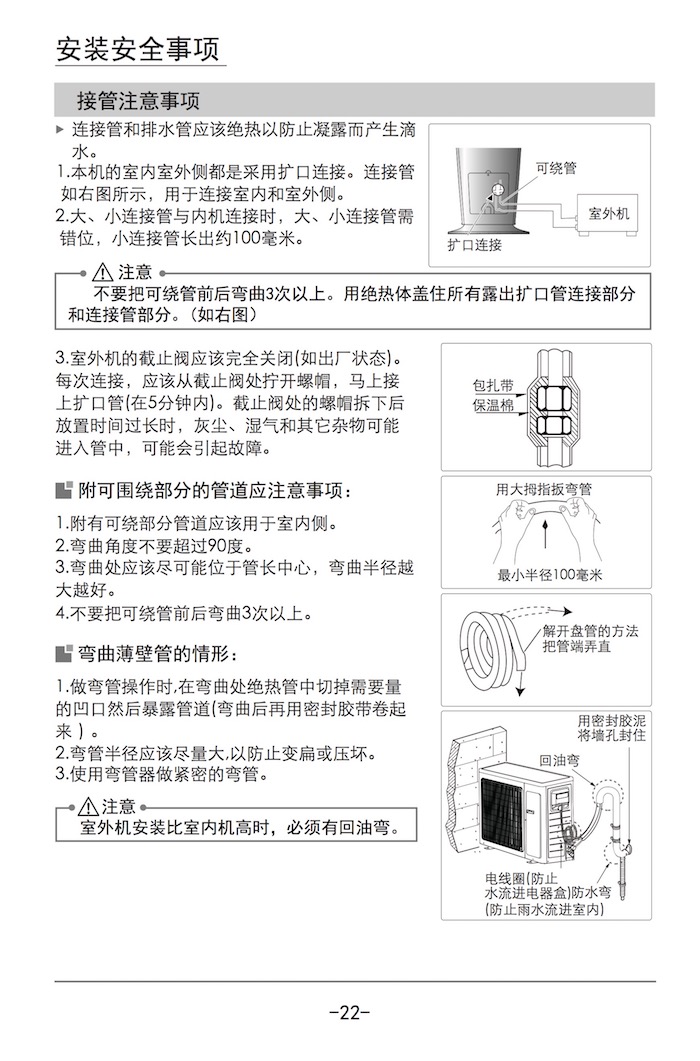 安装安全事项
接管注意事项
▶ 连接管和排水管应该绝热以防止凝露而产生滴
水。
1.本机的室内室外侧都是采用扩口连接。连接管
如右图所示，用于连接室内和室外侧。
2.大、小连接管与内机连接时，大、小连接管需
错位，小连接管长出约100毫米。
可绕管
室外机
扩口连接
注意
不要把可绕管前后弯曲3次以上。用绝热体盖住所有露出扩口管连接部分
和连接管部分。（如右图）
3.室外机的截止阀应该完全关闭(如出厂状态)。
每次连接，应该从截止阀处拧开螺帽，马上接
上扩口管(在5分钟内)。截止阀处的螺帽拆下后
放置时间过长时，灰尘、湿气和其它杂物可能
进入管中，可能会引起故障。
包扎带
保温棉
附可围绕部分的管道应注意事项：
1.附有可绕部分管道应该用于室内侧。
2.弯曲角度不要超过90度。
3.弯曲处应该尽可能位于管长中心，弯曲半径越
大越好。
4.不要把可绕管前后弯曲3次以上。
用大拇指扳弯管
最小半径100毫米
解开盘管的方法
把管端弄直
弯曲薄壁管的情形：
1.做弯管操作时,在弯曲处绝热管中切掉需要量
的凹口然后暴露管道(弯曲后再用密封胶带卷起
来 ) 。
2.弯管半径应该尽量大,以防止变扁或压坏。
3.使用弯管器做紧密的弯管。
注意
室外机安装比室内机高时，必须有回油弯。
用密封胶泥
将墙孔封住
回油弯
电线圈(防止
水流进电器盒)防水弯
(防止雨水流进室内)
-22-